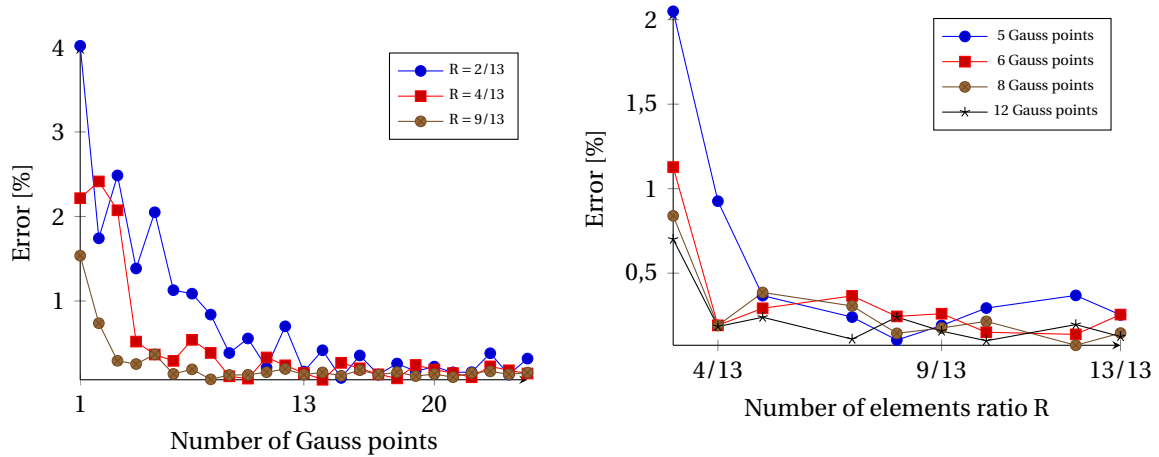 4
3
2
1
Error [%]
R = 2/13
R = 4/13
R = 9/13
1
13
20
Number of Gauss points
2
1,5
1
0,5
Error [%]
5 Gauss points
6 Gauss points
8 Gauss points
12 Gauss points
4/13
9/13
13/13
Number of elements ratio R